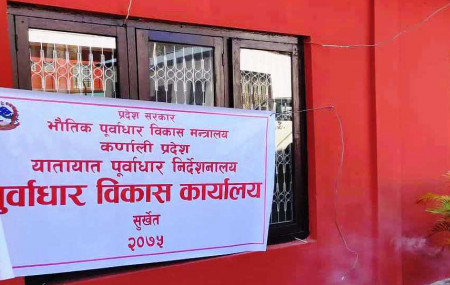 प्रदेश सरकार
भौतिक पूर्वाधार विकास मन्त्रालय
कर्णाली प्रदेश
यातायात पूर्वाधार निर्देशनालय
पुर्वाधार विकास कार्यालय
सुर्खेत
२०७५